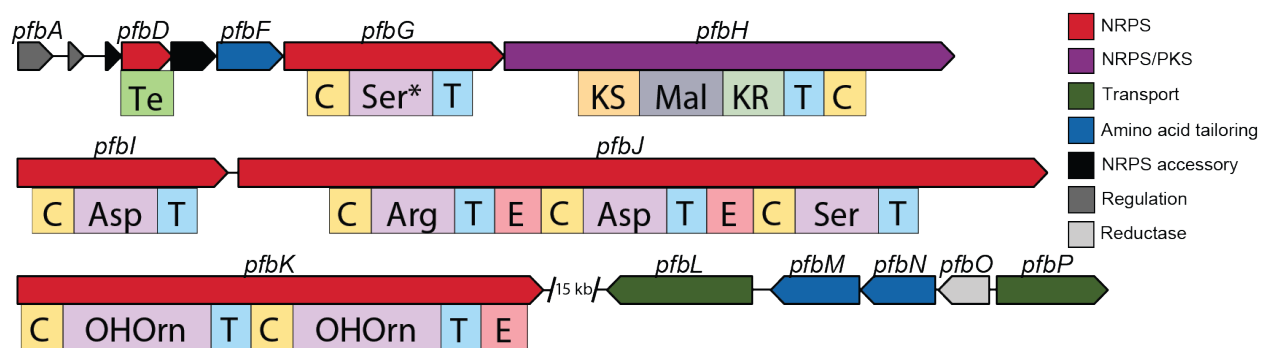 pfbA pfbD pfbF pfbG pfbH
Te C Ser* T KS Mal KR T C
pfbI pfbJ
C Asp T C Arg T E C Asp T E C Ser T
pfbK pfbL pfbM pfbN pfbO pfbP
15 kb
C OHOrn T C OHOrn T E
NRPS
NRPS/PKS
Transport
Amino acid tailoring
NRPS accessory
Regulation
Reductase